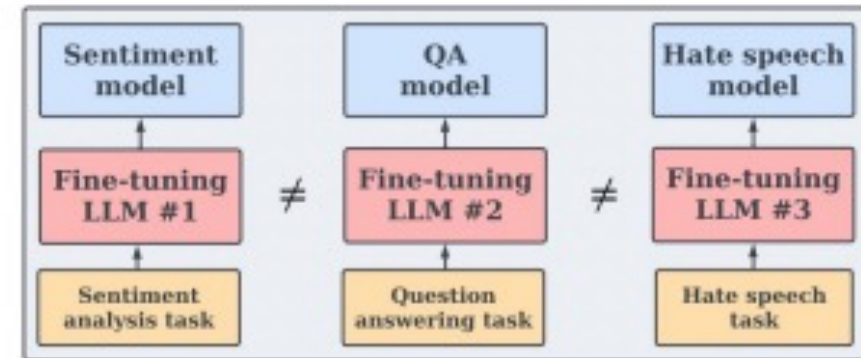 Sentiment
model
QA
model
Hate speech
model
Fine-tuning
LLM #1
≠
Fine-tuning
LLM #2
≠
Fine-tuning
LLM #3
Sentiment
analysis task
Question
answering task
Hate speech
task